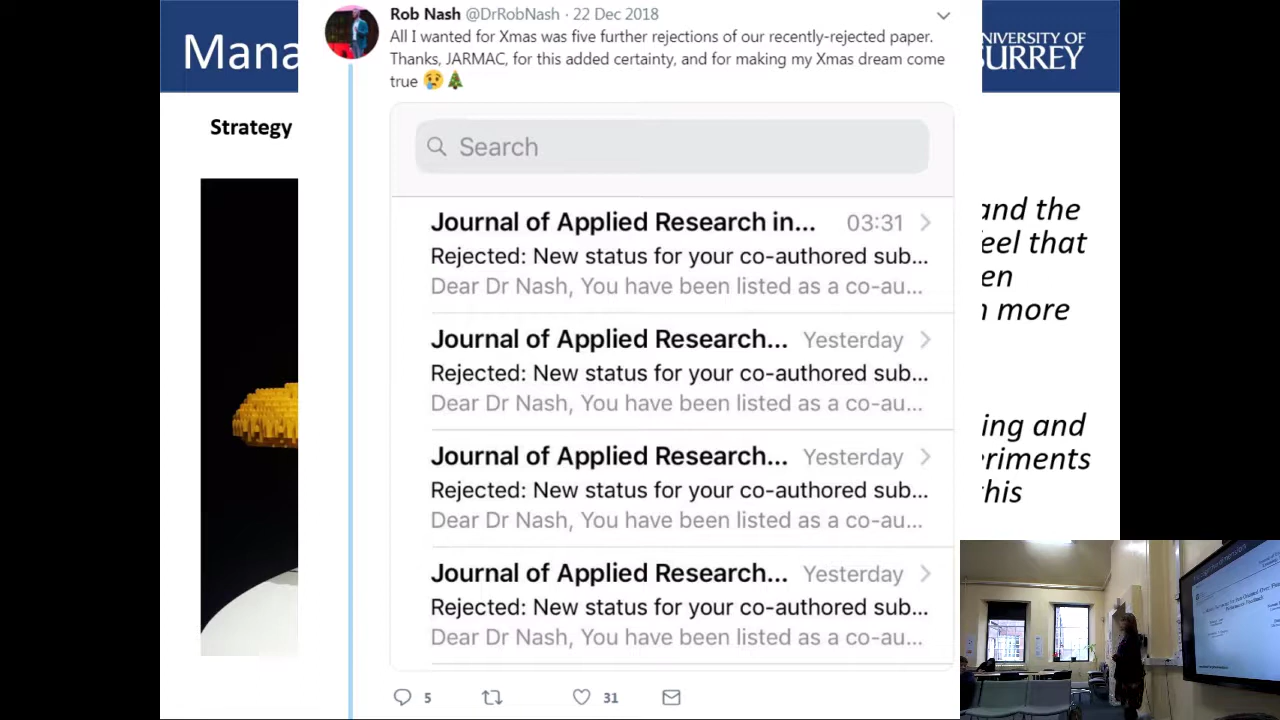 Mana
NIVERSITY OF
SURREY
Strategy
Rob Nash @DrRobNash · 22 Dec 2018
All I wanted for Xmas was five further rejections of our recently-rejected paper.
Thanks, JARMAC, for this added certainty, and for making my Xmas dream come
true 😢🎄
Search
Journal of Applied Research in... 03:31
Rejected: New status for your co-authored sub...
Dear Dr Nash, You have been listed as a co-au...
Journal of Applied Research... Yesterday
Rejected: New status for your co-authored sub...
Dear Dr Nash, You have been listed as a co-au...
Journal of Applied Research... Yesterday
Rejected: New status for your co-authored sub...
Dear Dr Nash, You have been listed as a co-au...
Journal of Applied Research... Yesterday
Rejected: New status for your co-authored sub...
Dear Dr Nash, You have been listed as a co-au...
5 31
and the
eel that
en
n more
ing and
eriments
this